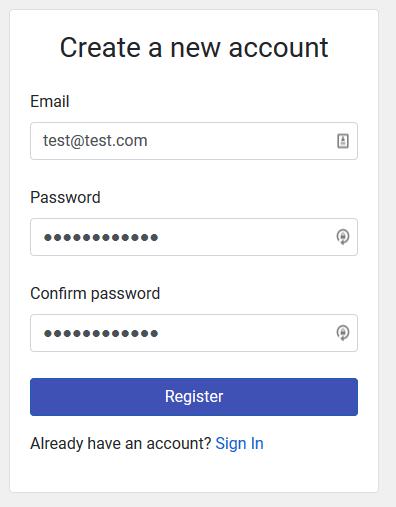 Create a new account
Email
test@test.com
Password
••••••••••••
Confirm password
••••••••••••
Register
Already have an account? Sign In